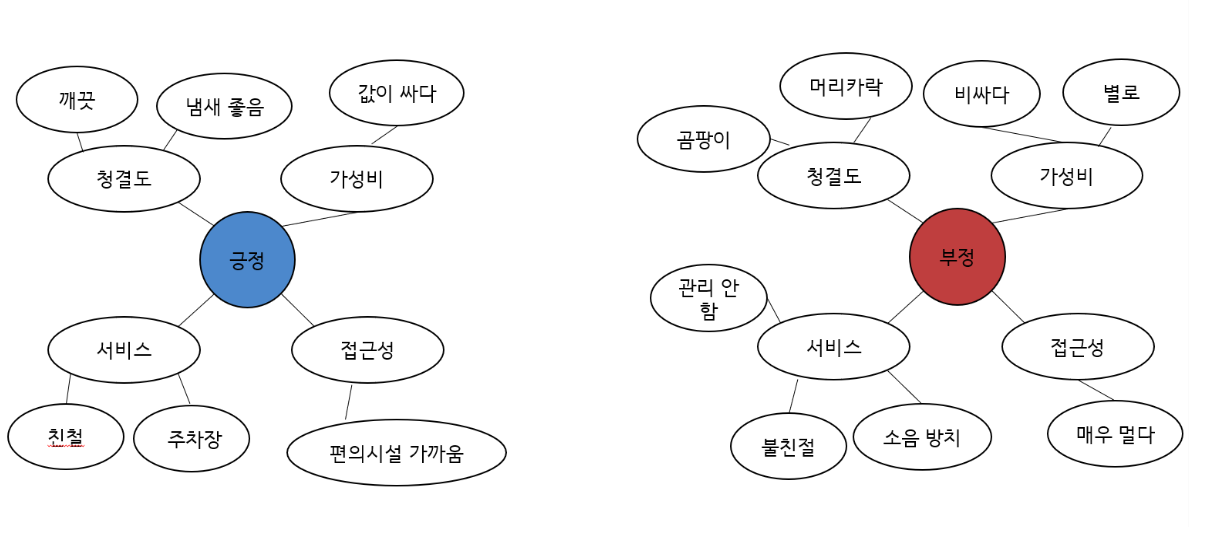 깨끗
냄새 좋음
값이 싸다
청결도
가성비
긍정
서비스
접근성
친철
주차장
편의시설 가까움
머리카락
비싸다
별로
곰팡이
청결도
가성비
부정
관리 안
함
서비스
접근성
불친절
소음 방치
매우 멀다